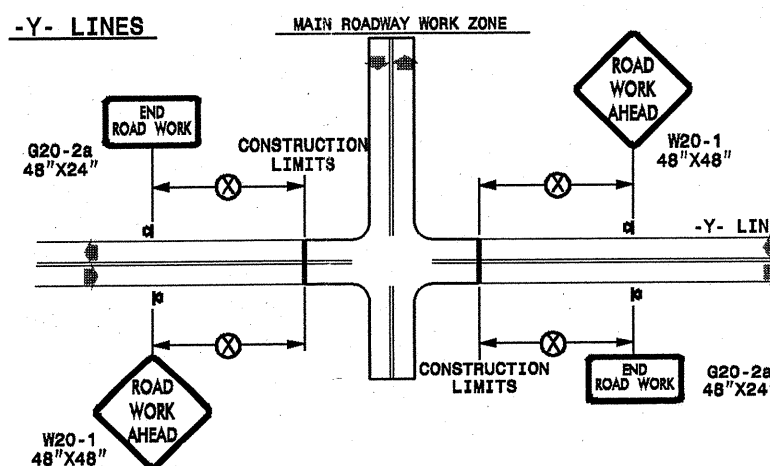 -Y- LINES
MAIN ROADWAY WORK ZONE
ROAD
WORK
AHEAD
END
ROAD WORK
G20-2a
48"X24"
CONSTRUCTION
LIMITS
W20-1
48"X48"
X
X
-Y- LIN
X
X
ROAD
WORK
AHEAD
W20-1
48"X48"
CONSTRUCTION
LIMITS
END
ROAD WORK
G20-2a
48"X24